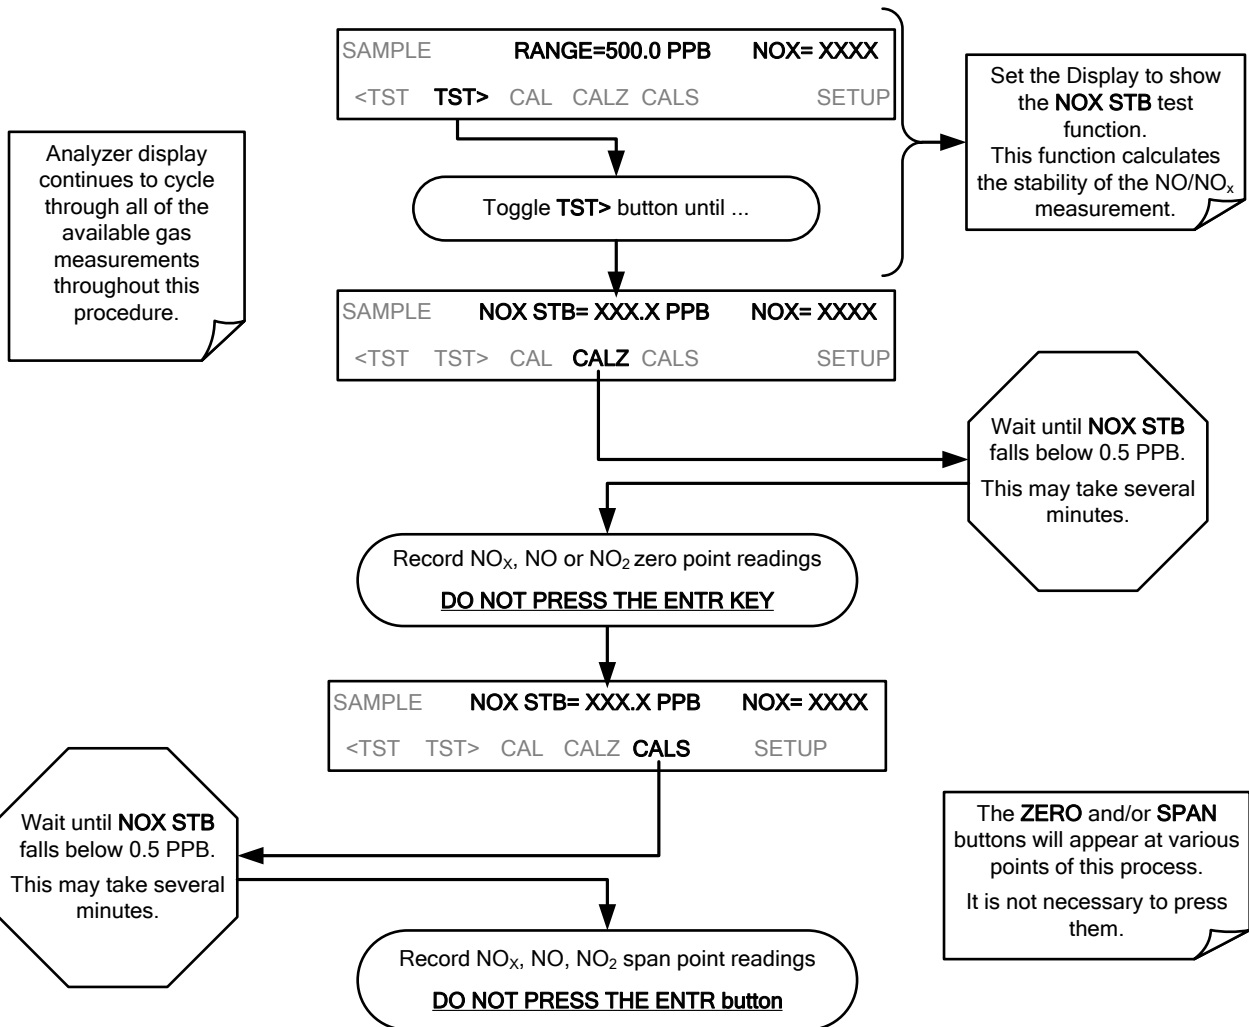 SAMPLE RANGE=500.0 PPB NOX= XXXX
<TST TST> CAL CALZ CALS SETUP
Set the Display to show
the NOX STB test
function.
This function calculates
the stability of the NO/NOx
measurement.
Analyzer display
continues to cycle
through all of the
available gas
measurements
throughout this
procedure.
Toggle TST> button until ...
SAMPLE NOX STB= XXX.X PPB NOX= XXXX
<TST TST> CAL CALZ CALS SETUP
Wait until NOX STB
falls below 0.5 PPB.
This may take several
minutes.
Record NOX, NO or NO2 zero point readings
DO NOT PRESS THE ENTR KEY
SAMPLE NOX STB= XXX.X PPB NOX= XXXX
<TST TST> CAL CALZ CALS SETUP
Wait until NOX STB
falls below 0.5 PPB.
This may take several
minutes.
The ZERO and/or SPAN
buttons will appear at various
points of this process.
It is not necessary to press
them.
Record NOX, NO, NO2 span point readings
DO NOT PRESS THE ENTR button